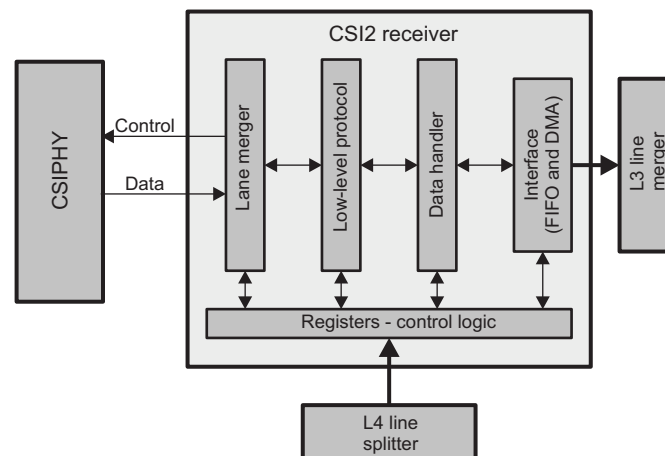 CSI2 receiver
CSIPHY
Control
Data
Lane merger
Low-level protocol
Data handler
Interface
(FIFO and DMA)
L3 line
merger
Registers - control logic
L4 line
splitter